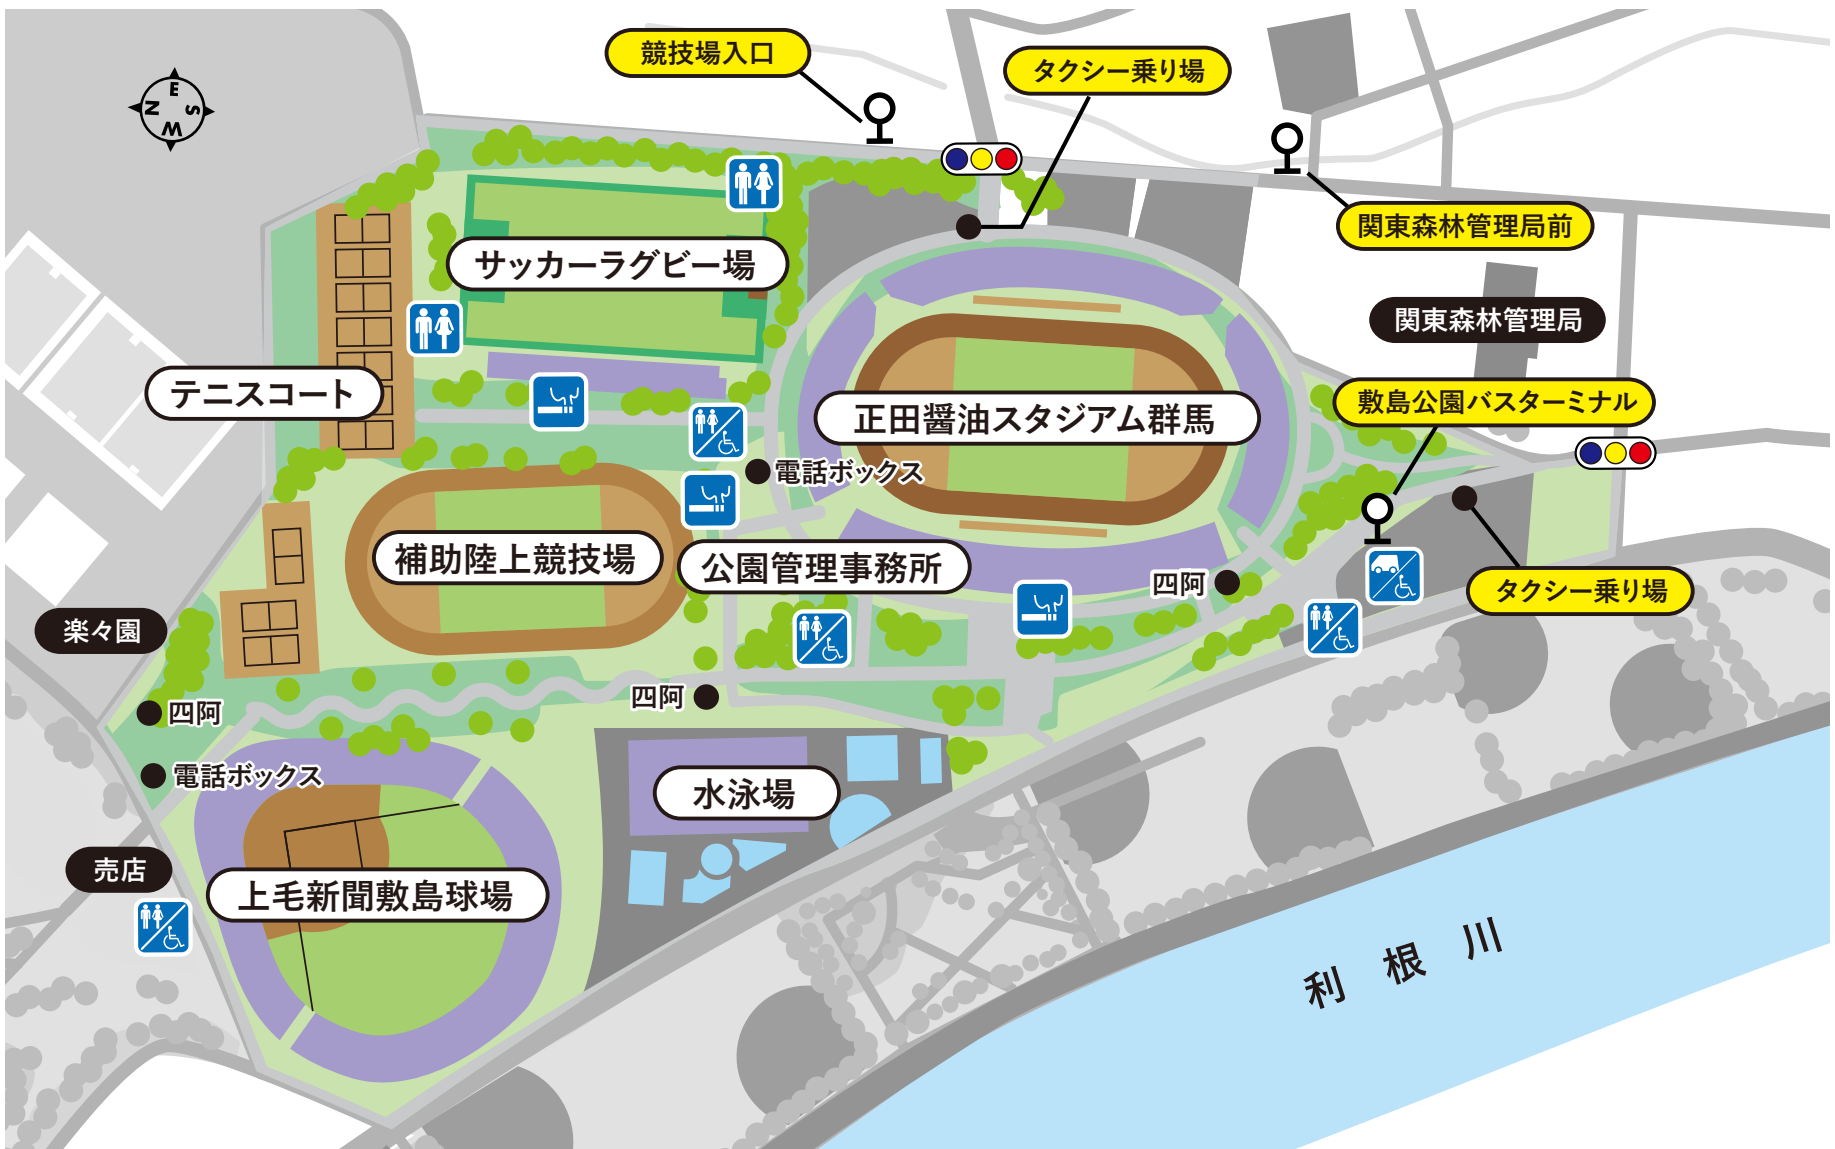 競技場入口
タクシー乗り場
E
N
S
W
サッカーラグビー場
関東森林管理局前
関東森林管理局
テニスコート
正田醤油スタジアム群馬
敷島公園バスターミナル
電話ボックス
補助陸上競技場
公園管理事務所
四阿
タクシー乗り場
楽々園
四阿
四阿
電話ボックス
水泳場
売店
上毛新聞敷島球場
利根川